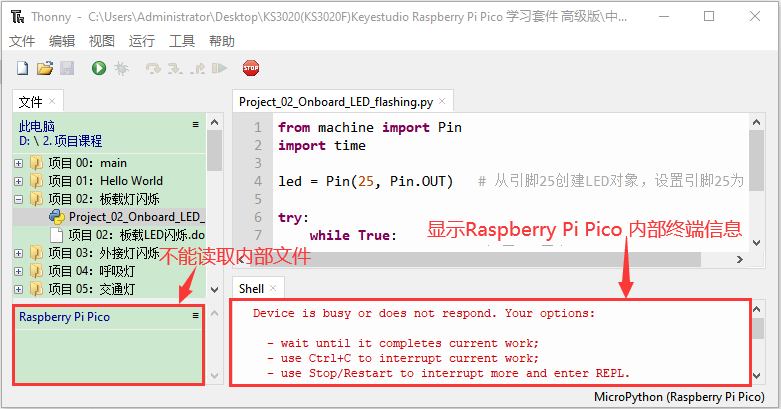 Thonny - C:\Users\Administrator\Desktop\KS3020(KS3020F)Keyestudio Raspberry Pi Pico 学习套件 高级版\中...
文件 编辑 视图 运行 工具 帮助
STOP
文件 ×
此电脑 ≡
D: \ 2. 项目课程
项目 00：main
项目 01：Hello World
项目 02：板载灯闪烁
Project_02_Onboard_LED_
项目 02：板载LED闪烁.do
项目 03：外接灯闪烁
项目 04：呼吸灯
项目 05：交通灯
不能读取内部文件
Raspberry Pi Pico ≡
Project_02_Onboard_LED_flashing.py ×
1 from machine import Pin
2 import time
3
4 led = Pin(25, Pin.OUT) # 从引脚25创建LED对象，设置引脚25为
5
6 try:
7 while True:
显示Raspberry Pi Pico 内部终端信息
Shell ×
Device is busy or does not respond. Your options:
- wait until it completes current work;
- use Ctrl+C to interrupt current work;
- use Stop/Restart to interrupt more and enter REPL.
MicroPython (Raspberry Pi Pico)